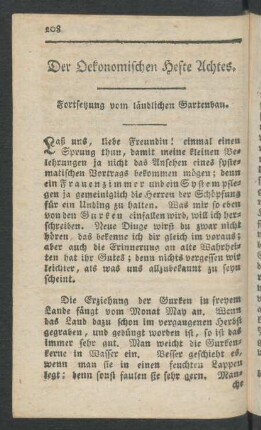 208
Der Oekonomischen Hefte Achtes.
Fortsetzung vom ländlichen Gartenbau.
Laß uns, liebe Freundin! einmal einen
Sprung thun, damit meine kleinen Be-
lehrungen ja nicht das Ansehen eines syste-
matischen Vortrags bekommen mögen; denn
ein Frauenzimmer und ein System pfle-
gen ja gemeiniglich die Herren der Schöpfung
für ein Unding zu halten. Was mir so eben
von den Gurken einfallen wird, will ich her-
schreiben. Neue Dinge wirst du zwar nicht
hören, das bekenne ich dir gleich im voraus;
aber auch die Erinnerung an alte Wahrhei-
ten hat ihr Gutes; denn nichts vergessen wir
leichter, als was uns allzubekannt zu seyn
scheint.
Die Erziehung der Gurken in freyem
Lande fängt vom Monat May an. Wenn
das Land dazu schon im vergangenen Herbst
gegraben, und gedüngt worden ist, so ist das
immer sehr gut. Man weicht die Gurken-
kerne in Wasser ein. Besser geschieht es,
wenn man sie in einen feuchten Lappen
legt; denn sonst faulen sie sehr gern. Man-
che